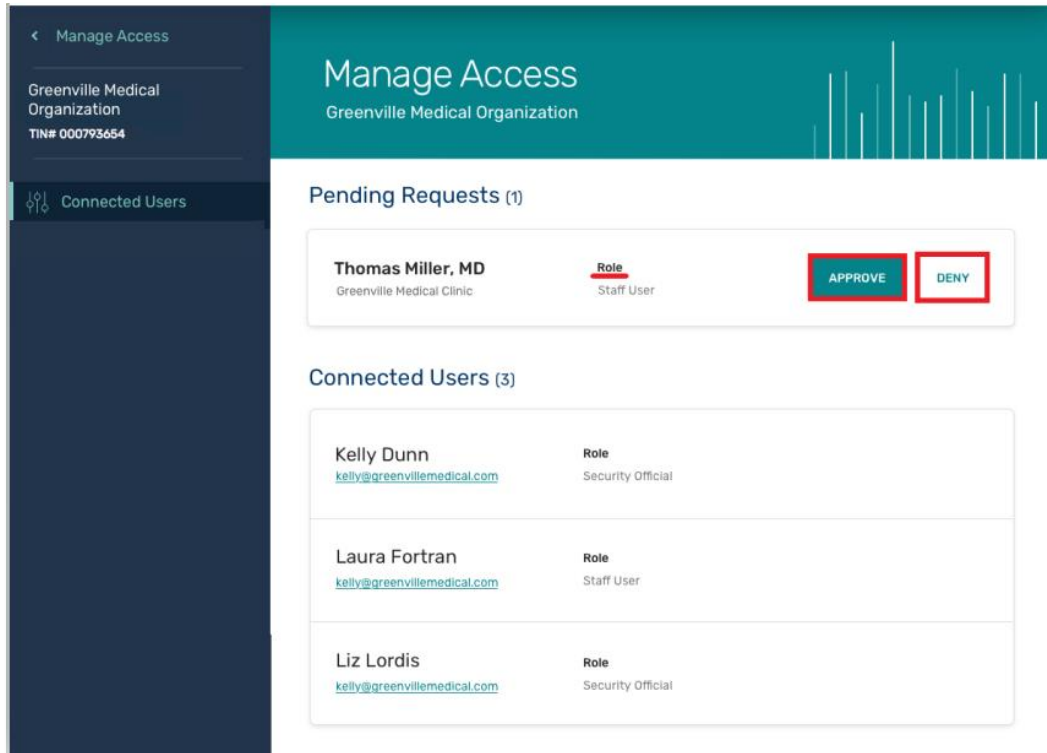 Manage Access
Greenville Medical
Organization
TIN# 000793654
Connected Users
Manage Access
Greenville Medical Organization
Pending Requests (1)
Thomas Miller, MD
Greenville Medical Clinic
Role
Staff User
APPROVE
DENY
Connected Users (3)
Kelly Dunn
kelly@greenvillemedical.com
Role
Security Official
Laura Fortran
kelly@greenvillemedical.com
Role
Staff User
Liz Lordis
kelly@greenvillemedical.com
Role
Security Official